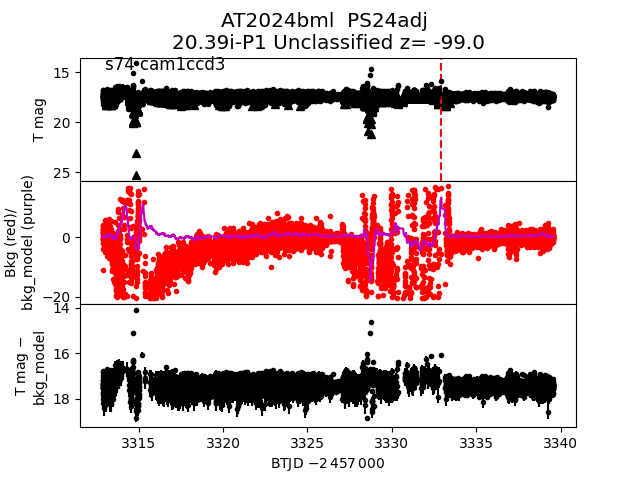 AT2024bml  PS24adj
20.39i-P1 Unclassified z= -99.0
s74 cam1ccd3
15
20
25
T mag
0
−20
Bkg (red)/
bkg_model (purple)
14
16
18
T mag −
bkg_model
3315
3320
3325
3330
3335
3340
BTJD −2 457 000